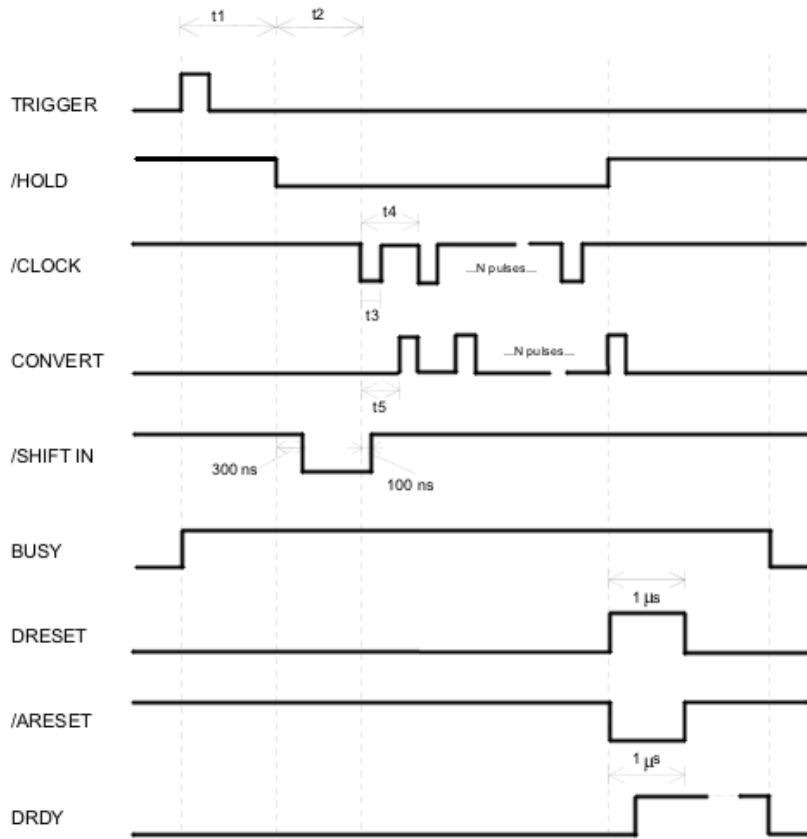 t1
t2
TRIGGER
/HOLD
t4
/CLOCK
...N pulses...
t3
CONVERT
...N pulses...
t5
/SHIFT IN
300 ns
100 ns
BUSY
1 µs
DRESET
/ARESET
1 µs
DRDY